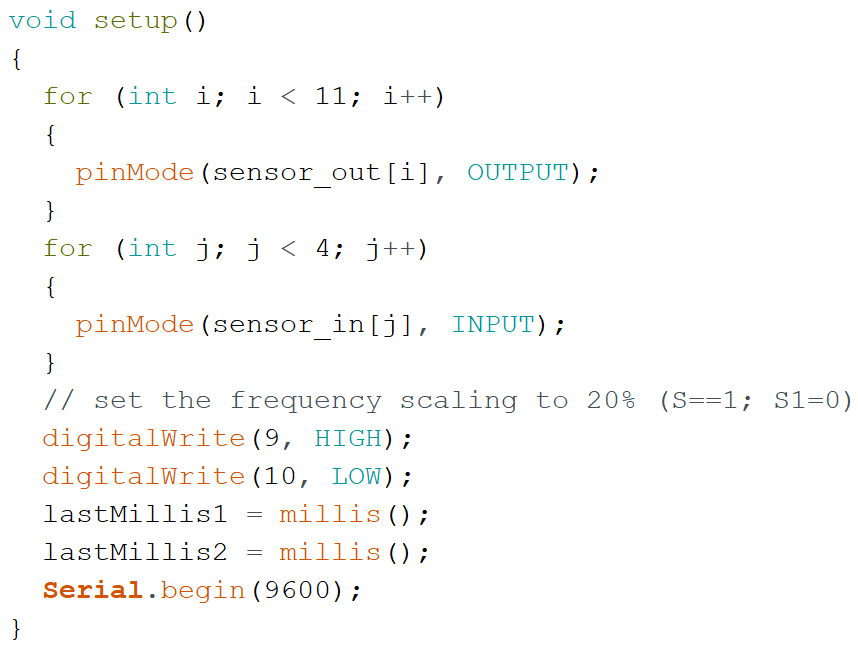 void setup()
{
  for (int i; i < 11; i++)
  {
    pinMode(sensor_out[i], OUTPUT);
  }
  for (int j; j < 4; j++)
  {
    pinMode(sensor_in[j], INPUT);
  }
  // set the frequency scaling to 20% (S==1; S1=0)
  digitalWrite(9, HIGH);
  digitalWrite(10, LOW);
  lastMillis1 = millis();
  lastMillis2 = millis();
  Serial.begin(9600);
}